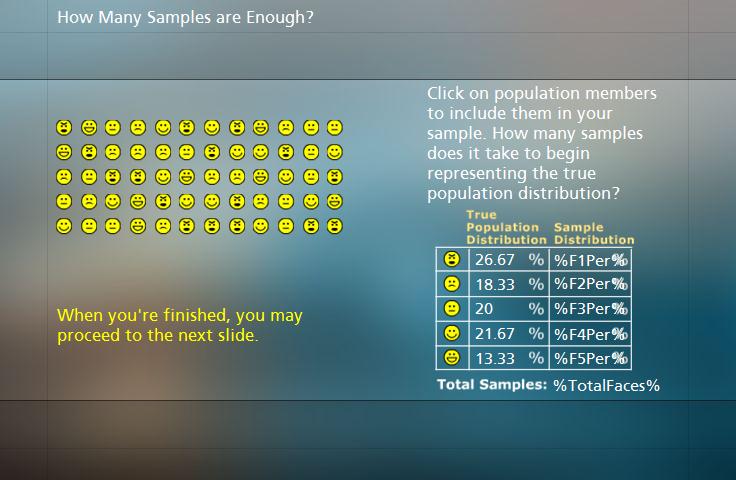 How Many Samples are Enough?
Click on population members
to include them in your
sample. How many samples
does it take to begin
representing the true
population distribution?
True
Population Sample
Distribution Distribution
26.67 % %F1Per%
18.33 % %F2Per%
20 % %F3Per%
21.67 % %F4Per%
13.33 % %F5Per%
Total Samples: %TotalFaces%
When you're finished, you may
proceed to the next slide.